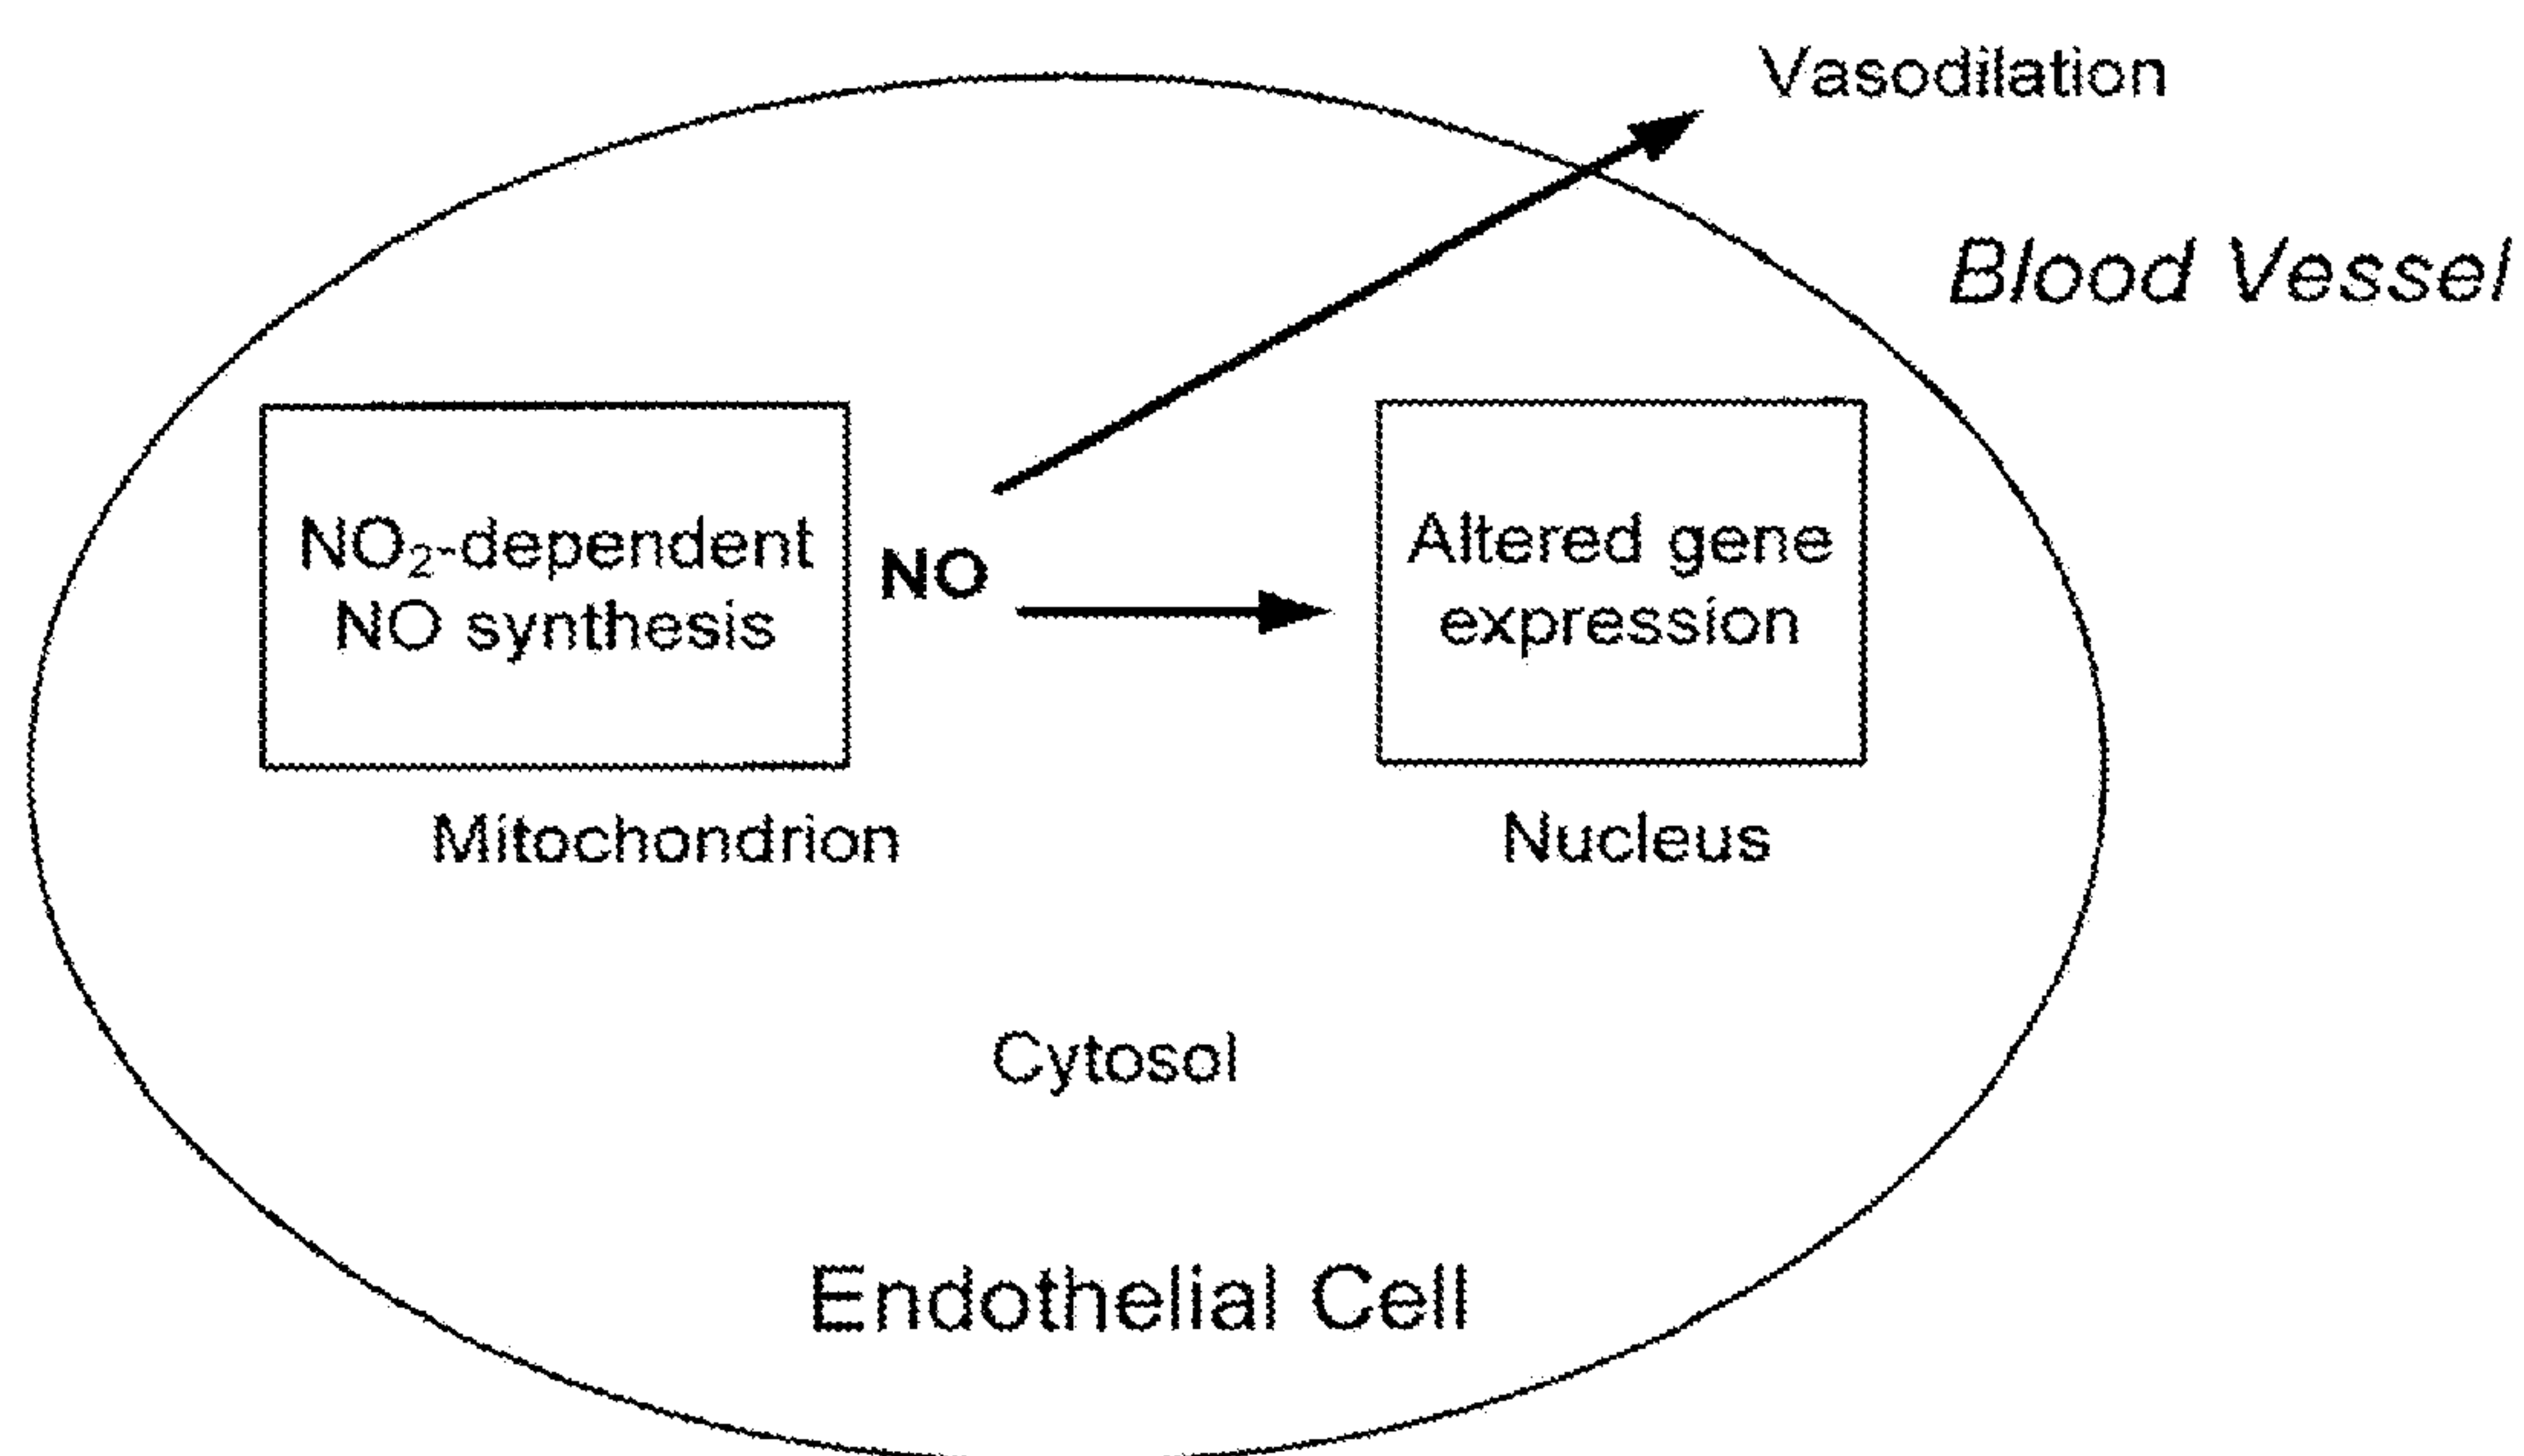 Vasodilation
Blood Vessel
NO₂-dependent
NO synthesis
NO
Altered gene
expression
Mitochondrion
Nucleus
Cytosol
Endothelial Cell